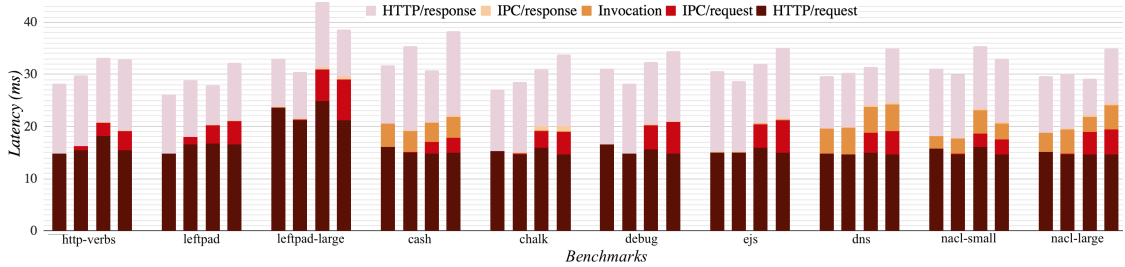 HTTP/response IPC/response Invocation IPC/request HTTP/request
Latency (ms)
40
30
20
10
0
http-verbs leftpad leftpad-large cash chalk debug ejs dns nacl-small nacl-large
Benchmarks